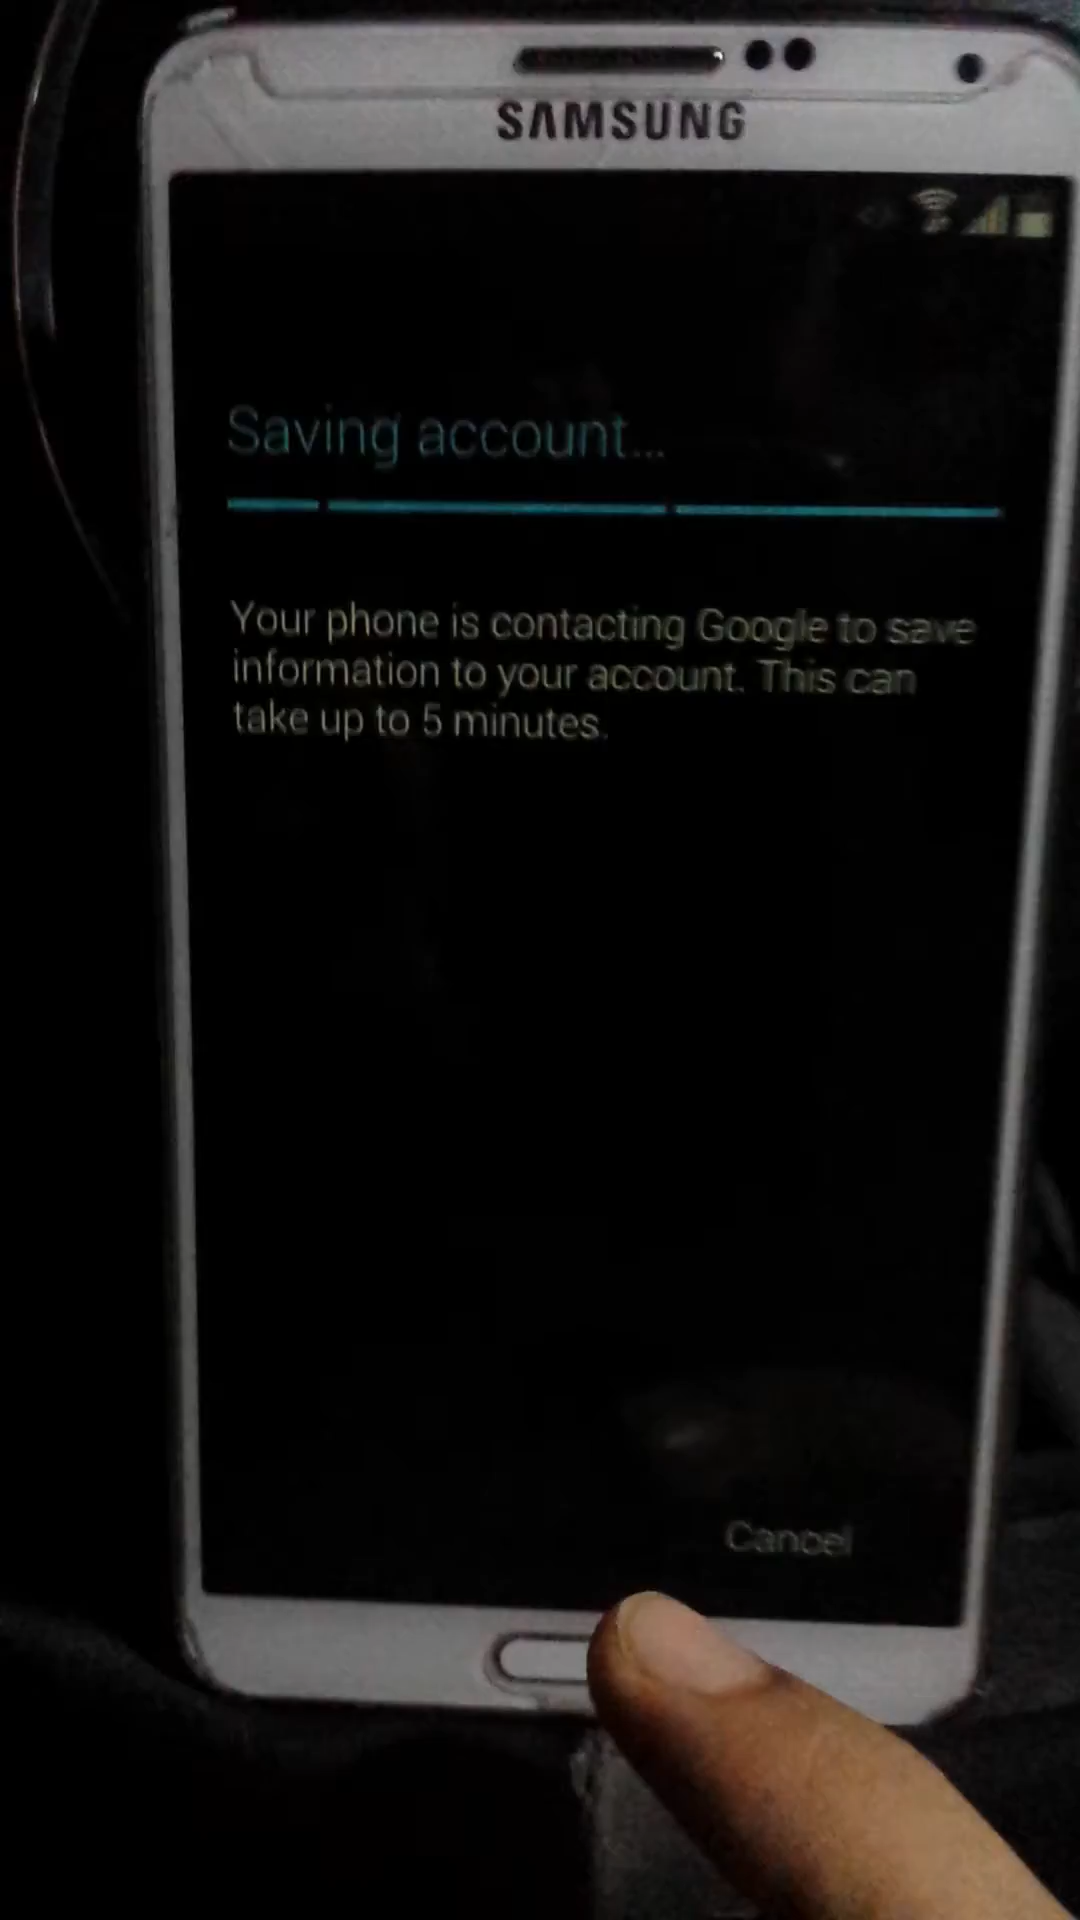 SAMSUNG
Saving account...
Your phone is contacting Google to save
information to your account. This can
take up to 5 minutes.
Cancel